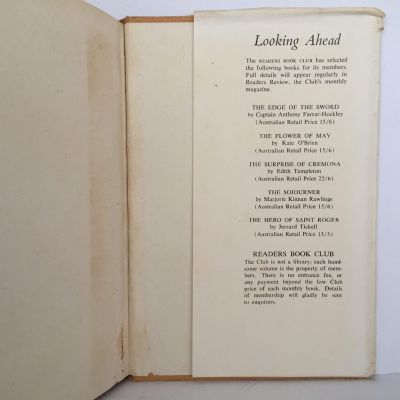 Looking Ahead
The READERS BOOK CLUB has selected
the following books for its members.
Full details will appear regularly in
Readers Review, the Club's monthly
magazine.
THE EDGE OF THE SWORD
by Captain Anthony Farrar-Hockley
(Australian Retail Price 15/6)
THE FLOWER OF MAY
by Kate O'Brien
(Australian Retail Price 15/6)
THE SURPRISE OF CREMONA
by Edith Templeton
(Australian Retail Price 22/6)
THE SOJOURNER
by Marjorie Kinnan Rawlings
(Australian Retail Price 15/6)
THE HERO OF SAINT ROGER
by Jerrard Tickell
(Australian Retail Price 13/3)
READERS BOOK CLUB
The Club is not a library; each hand-
some volume is the property of mem-
bers. There is no entrance fee, or
any payment beyond the low Club
price of each monthly book. Details
of membership will gladly be sent
to enquirers.